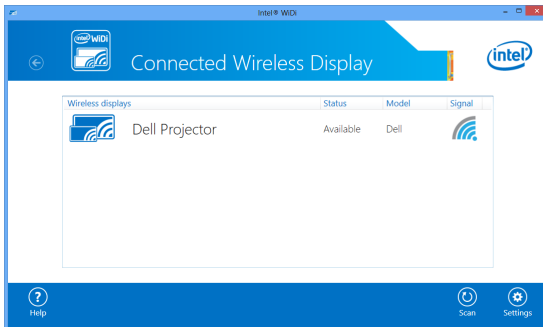 Intel® WiDi
intel WiDi
Connected Wireless Display
intel
Wireless displays Status Model Signal
Dell Projector Available Dell
? Help
Scan
Settings